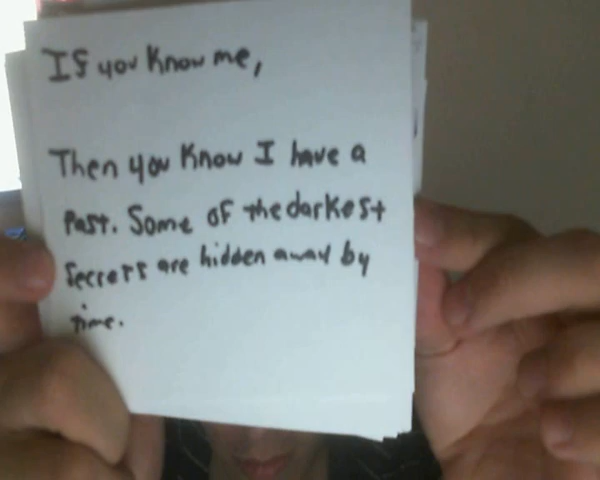 If you know me,
Then you know I have a
Past. Some of the darkest
Secrets are hidden away by
time.